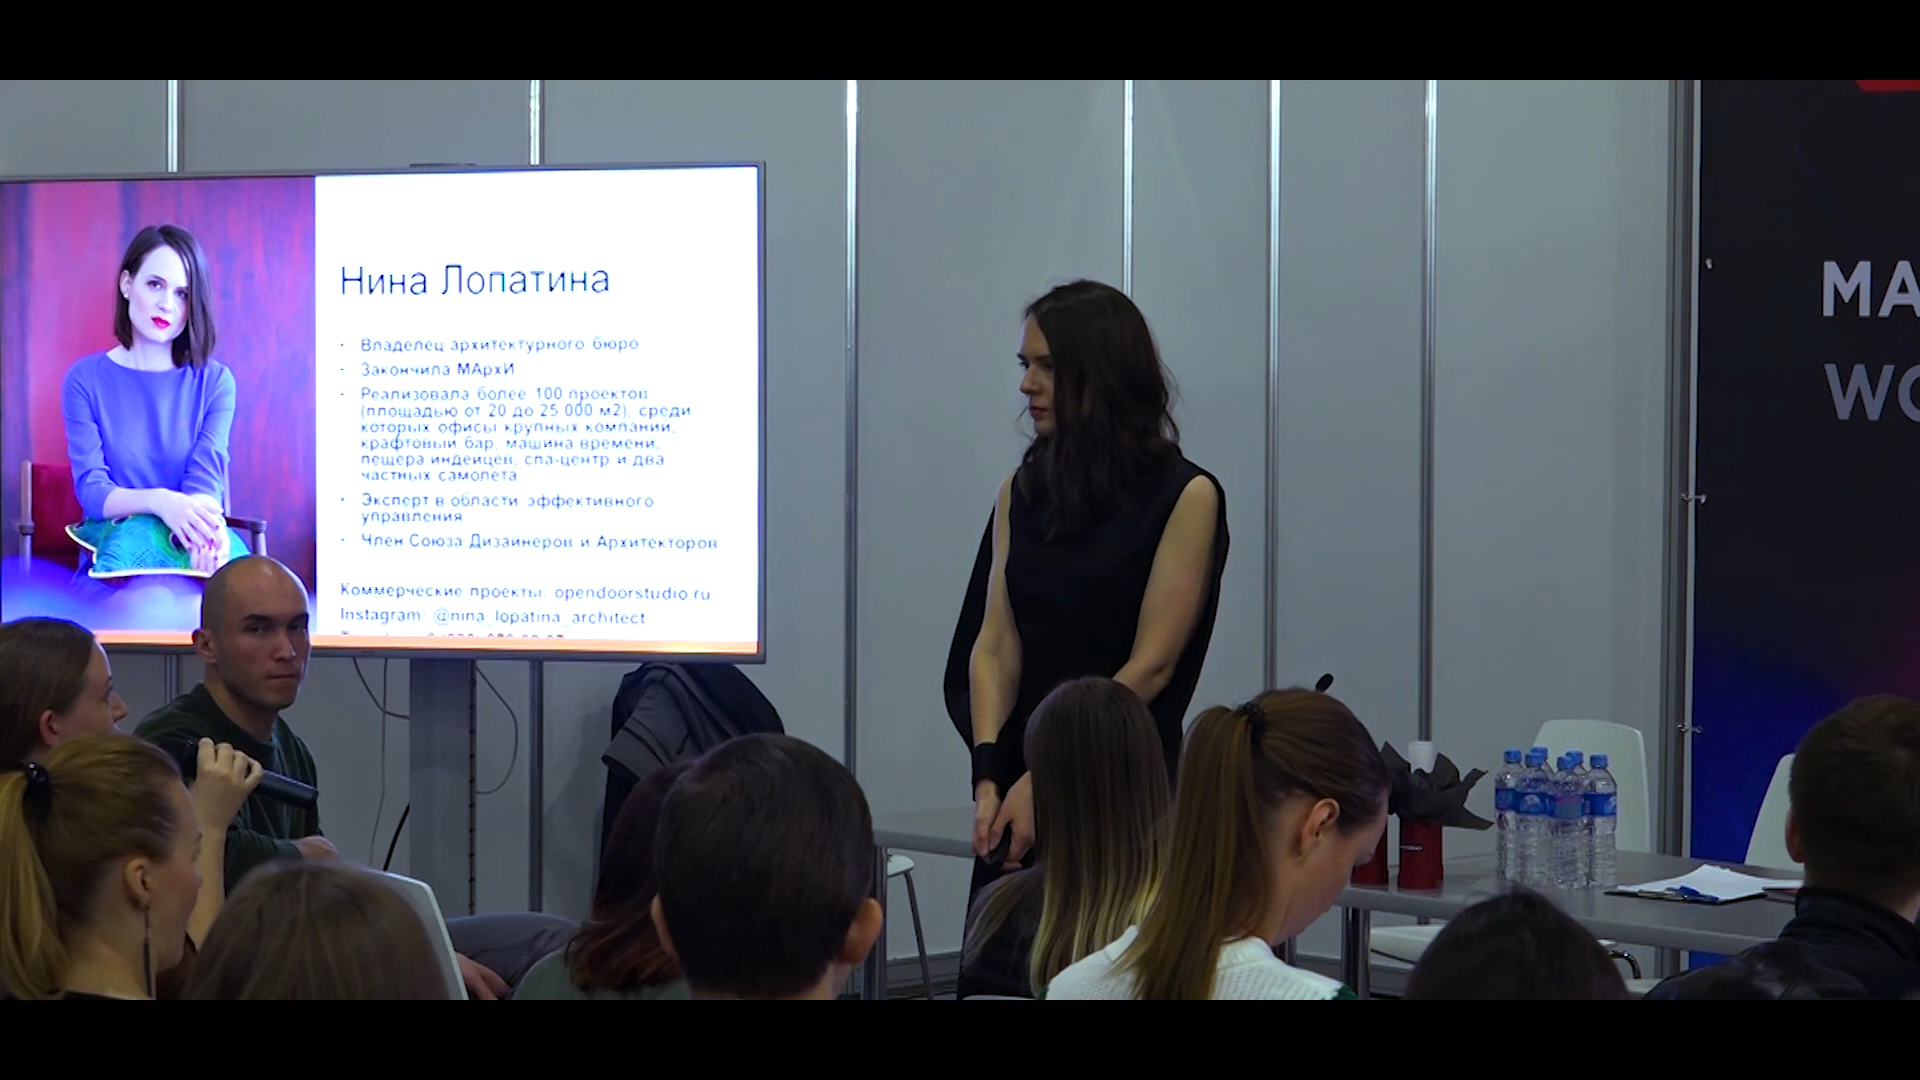 Нина Лопатина
· Владелец архитектурного бюро
· Закончила МАрхИ
· Реализовала более 100 проектов
(площадью от 20 до 25 000 м2), среди
которых офисы крупных компаний,
крафтовый бар, машина времени,
пещера индейцев, спа-центр и два
частных самолета
· Эксперт в области эффективного
управления
· Член Союза Дизайнеров и Архитекторов
Коммерческие проекты: opendoorstudio.ru
Instagram: @nina_lopatina_architect
MA
WO